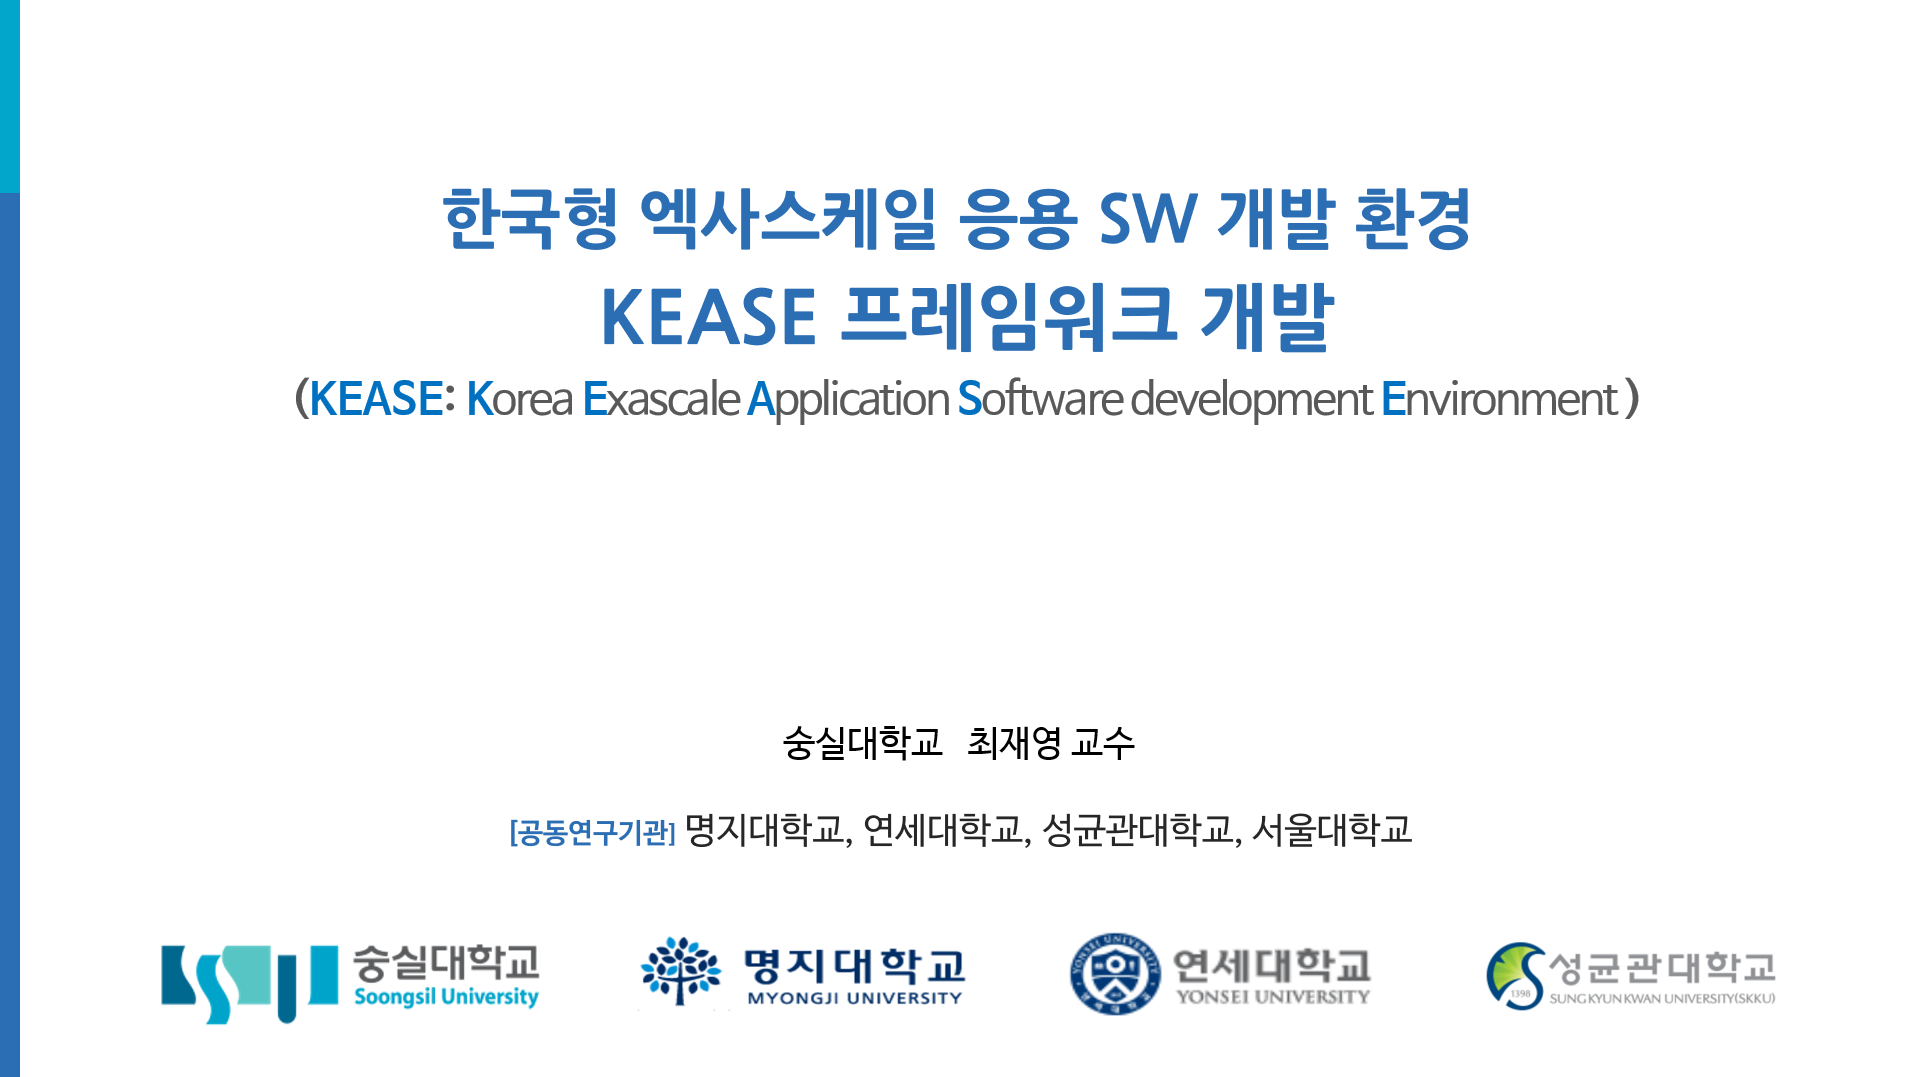 한국형 엑사스케일 응용 SW 개발 환경
KEASE 프레임워크 개발
(KEASE: Korea Exascale Application Software development Environment )
숭실대학교 최재영 교수
[공동연구기관] 명지대학교, 연세대학교, 성균관대학교, 서울대학교
숭실대학교
Soongsil University
명지대학교
MYONGJI UNIVERSITY
YONSEI UNIVERSITY
연세대학교
YONSEI UNIVERSITY
1398
성균관대학교
SUNG KYUN KWAN UNIVERSITY(SKKU)